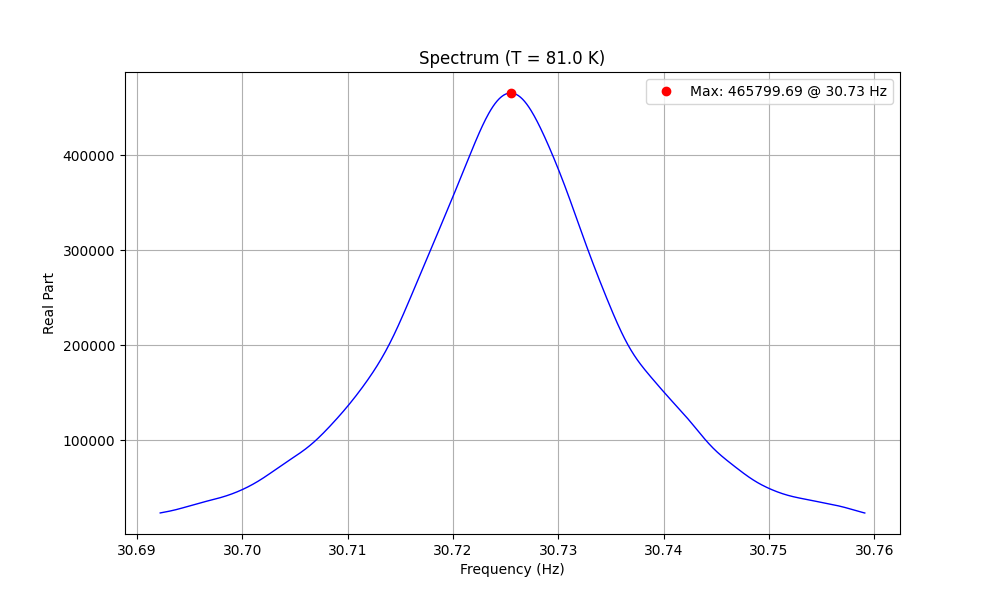 Spectrum (T = 81.0 K)
Max: 465799.69 @ 30.73 Hz
Real Part
400000
300000
200000
100000
30.69 30.70 30.71 30.72 30.73 30.74 30.75 30.76
Frequency (Hz)